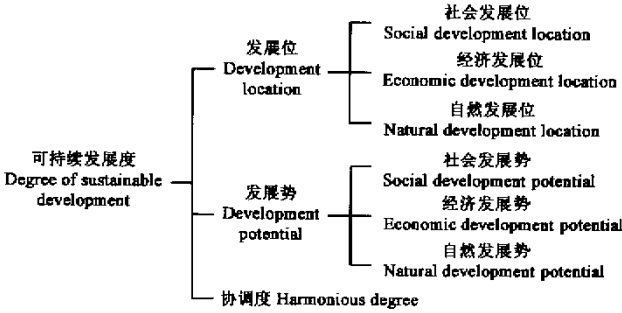 可持续发展度
Degree of sustainable
development
发展位
Development
location
社会发展位
Social development location
经济发展位
Economic development location
自然发展位
Natural development location
发展势
Development
potential
社会发展势
Social development potential
经济发展势
Economic development potential
自然发展势
Natural development potential
协调度 Harmonious degree